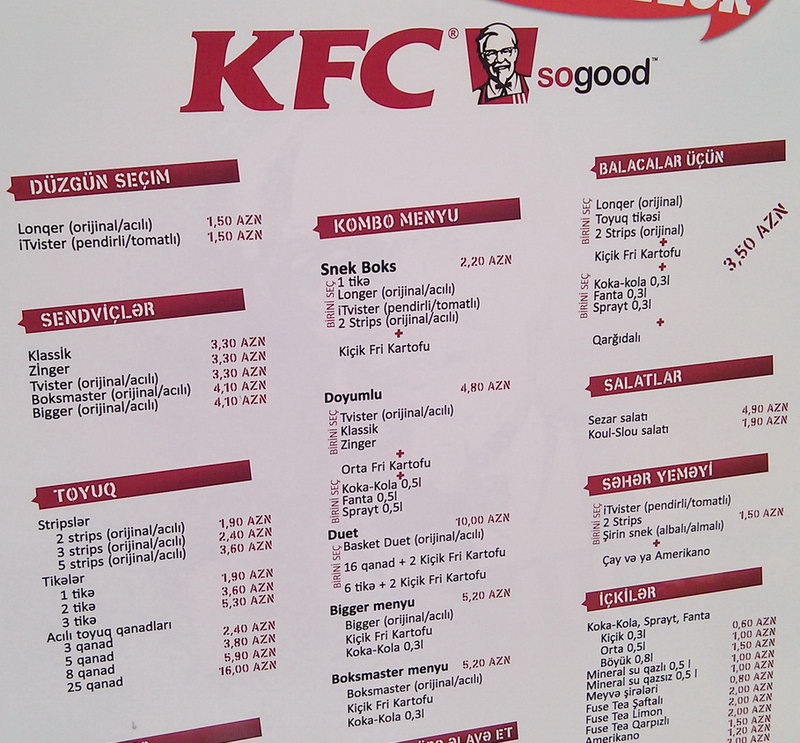 KFC® sogood™
DÜZGÜN SEÇIM
Lonqer (orijinal/acılı) 1,50 AZN
iTvister (pendirli/tomatlı) 1,50 AZN
SENDVİÇLƏR
Klassik 3,30 AZN
Zinger 3,30 AZN
Tvister (orijinal/acılı) 3,30 AZN
Boksmaster (orijinal/acılı) 4,10 AZN
Bigger (orijinal/acılı) 4,10 AZN
TOYUQ
Stripslər
2 strips (orijinal/acılı) 1,90 AZN
3 strips (orijinal/acılı) 2,40 AZN
5 strips (orijinal/acılı) 3,60 AZN
Tikələr
1 tikə 1,90 AZN
2 tikə 3,60 AZN
3 tikə 5,30 AZN
Acılı toyuq qanadları
3 qanad 2,40 AZN
5 qanad 3,80 AZN
8 qanad 5,90 AZN
25 qanad 16,00 AZN
KOMBO MENYU
Snek Boks 2,20 AZN
BİRİNİ SEÇ
1 tikə
Longer (orijinal/acılı)
iTvister (pendirli/tomatlı)
2 Strips (orijinal/acılı)
+
Kiçik Fri Kartofu
Doyumlu 4,80 AZN
BİRİNİ SEÇ
Tvister (orijinal/acılı)
Klassik
Zinger
+
Orta Fri Kartofu
+
BİRİNİ SEÇ
Koka-Kola 0,5l
Fanta 0,5l
Sprayt 0,5l
Duet 10,00 AZN
BİRİNİ SEÇ
Basket Duet (orijinal/acılı)
16 qanad + 2 Kiçik Fri Kartofu
6 tikə + 2 Kiçik Fri Kartofu
Bigger menyu 5,20 AZN
Bigger (orijinal/acılı)
Kiçik Fri Kartofu
Koka-Kola 0,3l
Boksmaster menyu 5,20 AZN
Boksmaster (orijinal/acılı)
Kiçik Fri Kartofu
Koka-Kola 0,3l
ƏLAVƏ ET
BALACALAR ÜÇÜN
BİRİNİ SEÇ
Lonqer (orijinal)
Toyuq tikəsi
2 Strips (orijinal)
+
Kiçik Fri Kartofu
+
BİRİNİ SEÇ
Koka-kola 0,3l
Fanta 0,3l
Sprayt 0,3l
+
Qarğıdalı
3,50 AZN
SALATLAR
Sezar salatı 4,90 AZN
Koul-Slou salatı 1,90 AZN
SƏHƏR YEMƏYİ
BİRİNİ SEÇ
iTvister (pendirli/tomatlı)
2 Strips 1,50 AZN
Şirin snek (albalı/almalı)
+
Çay və ya Amerikano
İÇKİLƏR
Koka-Kola, Sprayt, Fanta
Kiçik 0,3l 0,60 AZN
Orta 0,5l 1,00 AZN
Böyük 0,8l 1,50 AZN
Mineral su qazlı 0,5 l 1,00 AZN
Mineral su qazsız 0,5 l 1,00 AZN
Meyvə şirələri 0,80 AZN
Fuse Tea Şaftalı 2,00 AZN
Fuse Tea Limon 2,00 AZN
Fuse Tea Qarpızlı 2,00 AZN
Amerikano 1,50 AZN
1,20 AZN